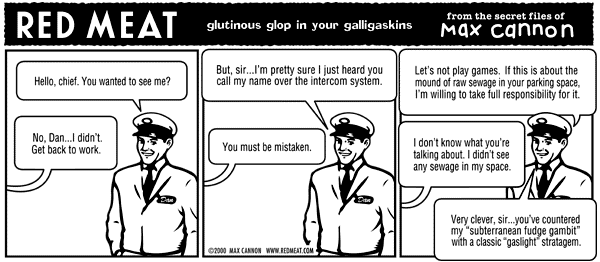 RED MEAT
glutinous glop in your galligaskins
from the secret files of
Max cannon
Hello, chief. You wanted to see me?
No, Dan...I didn't.
Get back to work.
Dan
But, sir...I'm pretty sure I just heard you
call my name over the intercom system.
You must be mistaken.
Dan
©2000 MAX CANNON WWW.REDMEAT.COM
Let's not play games. If this is about the
mound of raw sewage in your parking space,
I'm willing to take full responsibility for it.
I don't know what you're
talking about. I didn't see
any sewage in my space.
Very clever, sir...you've countered
my "subterranean fudge gambit"
with a classic "gaslight" stratagem.